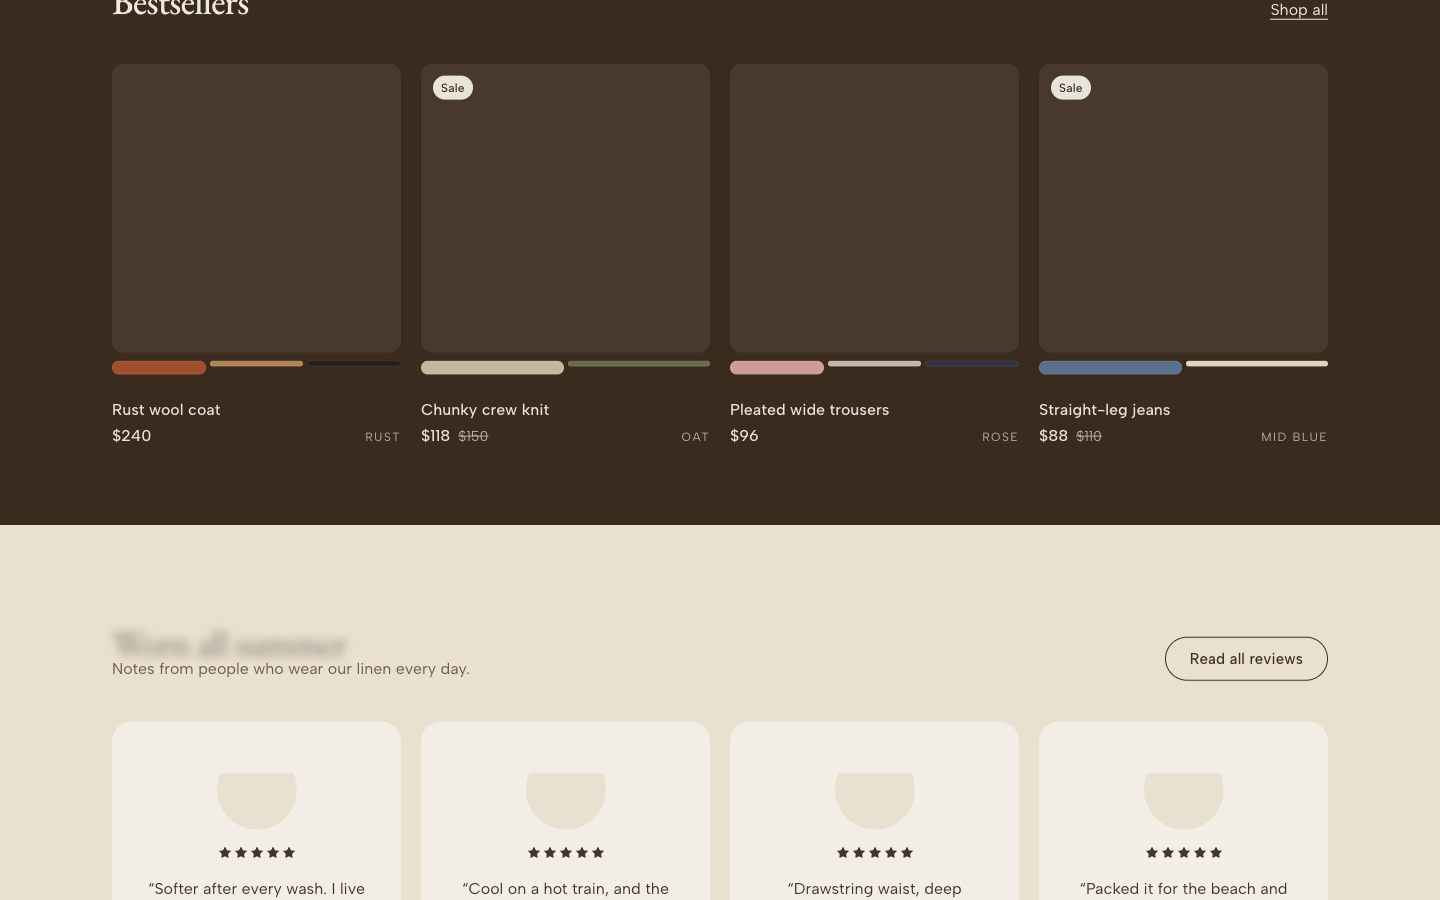 Bestsellers
Shop all
Sale
Sale
Rust wool coat
$240
RUST
Chunky crew knit
$118 $150
OAT
Pleated wide trousers
$96
ROSE
Straight-leg jeans
$88 $110
MID BLUE
Worn all summer
Notes from people who wear our linen every day.
Read all reviews
“Softer after every wash. I live
“Cool on a hot train, and the
“Drawstring waist, deep
“Packed it for the beach and